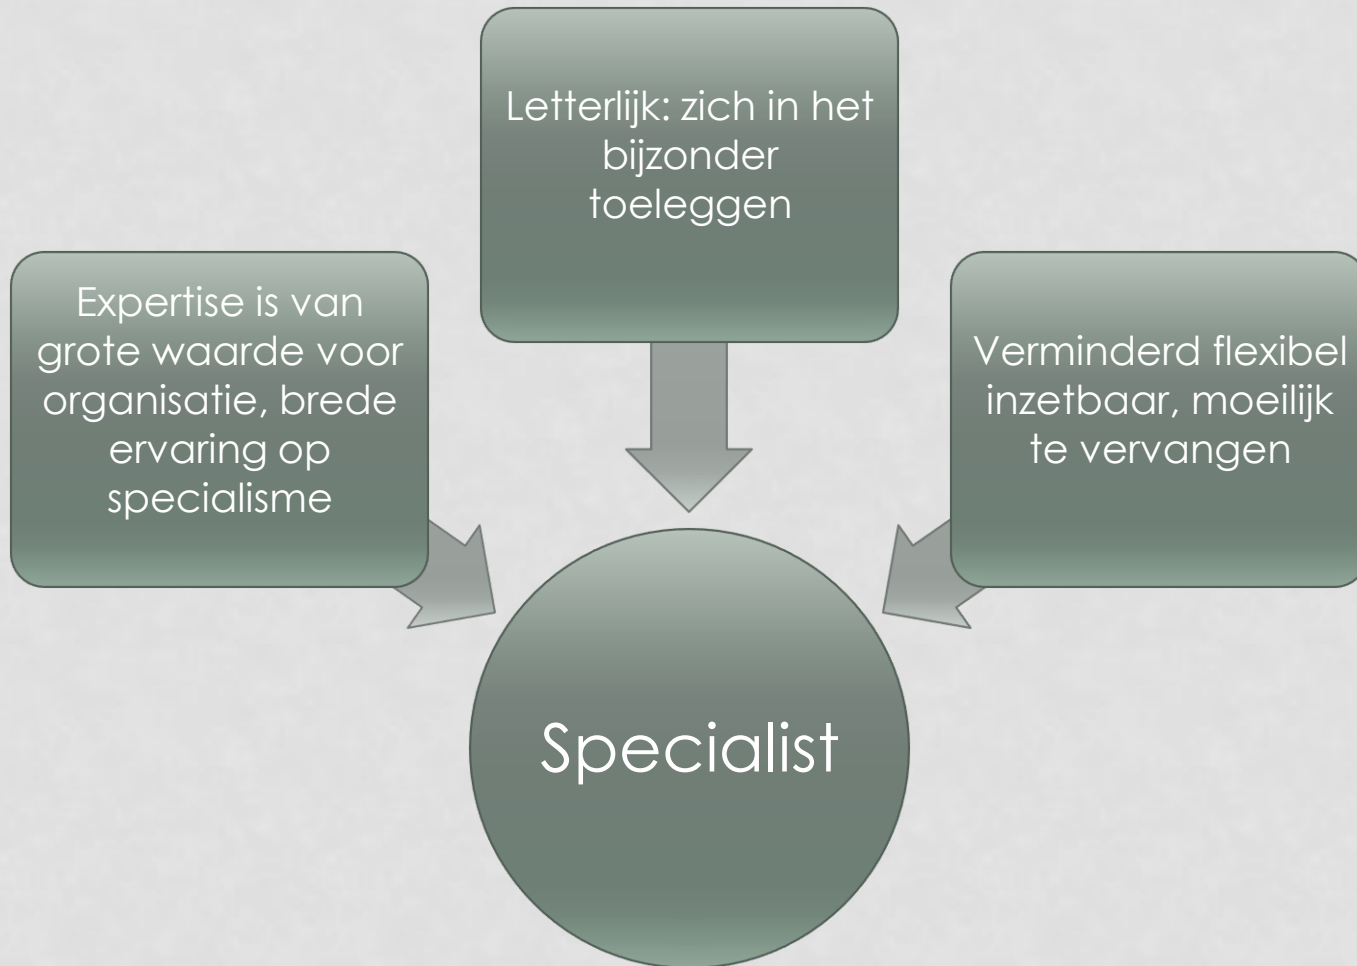 Letterlijk: zich in het
bijzonder
toeleggen
Expertise is van
grote waarde voor
organisatie, brede
ervaring op
specialisme
Verminderd flexibel
inzetbaar, moeilijk
te vervangen
Specialist